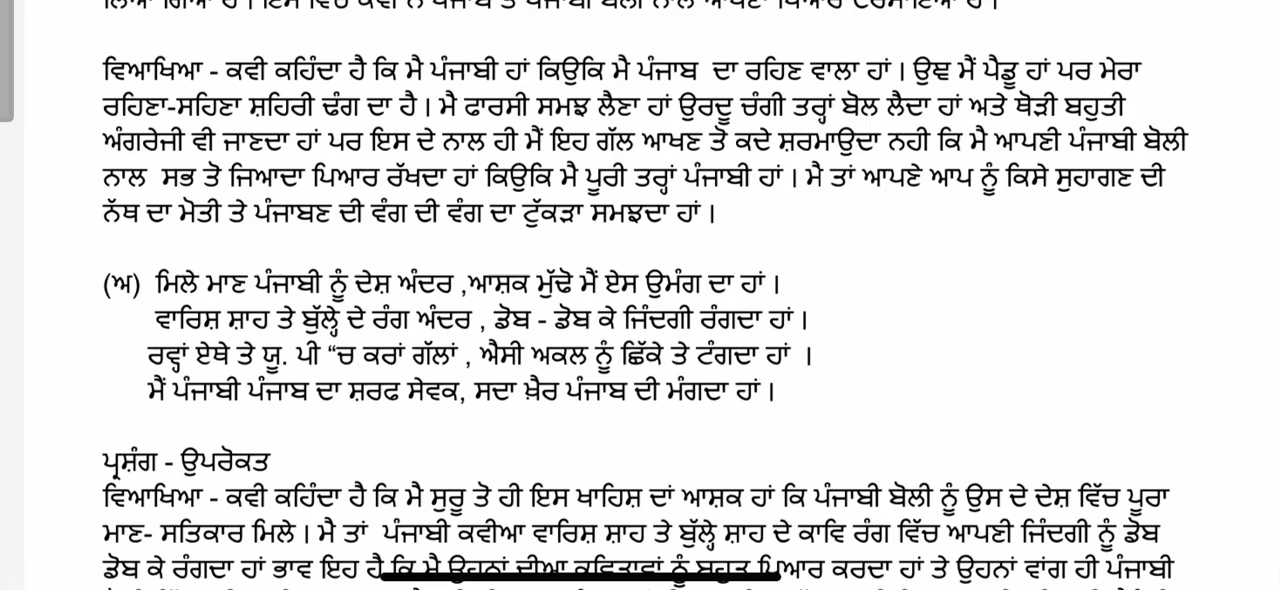 ਵਿਆਖਿਆ - ਕਵੀ ਕਹਿੰਦਾ ਹੈ ਕਿ ਮੈ ਪੰਜਾਬੀ ਹਾਂ ਕਿਉਕਿ ਮੈ ਪੰਜਾਬ ਦਾ ਰਹਿਣ ਵਾਲਾ ਹਾਂ। ਉਞ ਮੈਂ ਪੈਡੂ ਹਾਂ ਪਰ ਮੇਰਾ
ਰਹਿਣਾ-ਸਹਿਣਾ ਸ਼ਹਿਰੀ ਢੰਗ ਦਾ ਹੈ। ਮੈ ਫਾਰਸੀ ਸਮਝ ਲੈਣਾ ਹਾਂ ਉਰਦੂ ਚੰਗੀ ਤਰ੍ਹਾਂ ਬੋਲ ਲੈਦਾ ਹਾਂ ਅਤੇ ਥੋੜੀ ਬਹੁਤੀ
ਅੰਗਰੇਜੀ ਵੀ ਜਾਣਦਾ ਹਾਂ ਪਰ ਇਸ ਦੇ ਨਾਲ ਹੀ ਮੈਂ ਇਹ ਗੱਲ ਆਖਣ ਤੋਂ ਕਦੇ ਸ਼ਰਮਾਉਦਾ ਨਹੀ ਕਿ ਮੈ ਆਪਣੀ ਪੰਜਾਬੀ ਬੋਲੀ
ਨਾਲ ਸਭ ਤੋ ਜਿਆਦਾ ਪਿਆਰ ਰੱਖਦਾ ਹਾਂ ਕਿਉਕਿ ਮੈ ਪੂਰੀ ਤਰ੍ਹਾਂ ਪੰਜਾਬੀ ਹਾਂ। ਮੈ ਤਾਂ ਆਪਣੇ ਆਪ ਨੂੰ ਕਿਸੇ ਸੁਹਾਗਣ ਦੀ
ਨੱਥ ਦਾ ਮੋਤੀ ਤੇ ਪੰਜਾਬਣ ਦੀ ਵੰਗ ਦੀ ਵੰਗ ਦਾ ਟੁੱਕੜਾ ਸਮਝਦਾ ਹਾਂ।
(ਅ) ਮਿਲੇ ਮਾਣ ਪੰਜਾਬੀ ਨੂੰ ਦੇਸ਼ ਅੰਦਰ ,ਆਸ਼ਕ ਮੁੱਢੋ ਮੈਂ ਏਸ ਉਮੰਗ ਦਾ ਹਾਂ।
ਵਾਰਿਸ਼ ਸ਼ਾਹ ਤੇ ਬੁੱਲ੍ਹੇ ਦੇ ਰੰਗ ਅੰਦਰ , ਡੋਬ - ਡੋਬ ਕੇ ਜਿੰਦਗੀ ਰੰਗਦਾ ਹਾਂ।
ਰਵ੍ਹਾਂ ਏਥੇ ਤੇ ਯੂ. ਪੀ “ਚ ਕਰਾਂ ਗੱਲਾਂ , ਐਸੀ ਅਕਲ ਨੂੰ ਛਿੱਕੇ ਤੇ ਟੰਗਦਾ ਹਾਂ ।
ਮੈਂ ਪੰਜਾਬੀ ਪੰਜਾਬ ਦਾ ਸ਼ਰਫ ਸੇਵਕ, ਸਦਾ ਖ਼ੈਰ ਪੰਜਾਬ ਦੀ ਮੰਗਦਾ ਹਾਂ।
ਪ੍ਰਸ਼ੰਗ - ਉਪਰੋਕਤ
ਵਿਆਖਿਆ - ਕਵੀ ਕਹਿੰਦਾ ਹੈ ਕਿ ਮੈ ਸੁਰੂ ਤੋ ਹੀ ਇਸ ਖਾਹਿਸ਼ ਦਾਂ ਆਸ਼ਕ ਹਾਂ ਕਿ ਪੰਜਾਬੀ ਬੋਲੀ ਨੂੰ ਉਸ ਦੇ ਦੇਸ਼ ਵਿੱਚ ਪੂਰਾ
ਮਾਣ- ਸਤਿਕਾਰ ਮਿਲੇ। ਮੈ ਤਾਂ ਪੰਜਾਬੀ ਕਵੀਆ ਵਾਰਿਸ਼ ਸ਼ਾਹ ਤੇ ਬੁੱਲ੍ਹੇ ਸ਼ਾਹ ਦੇ ਕਾਵਿ ਰੰਗ ਵਿੱਚ ਆਪਣੀ ਜਿੰਦਗੀ ਨੂੰ ਡੋਬ
ਡੋਬ ਕੇ ਰੰਗਦਾ ਹਾਂ ਭਾਵ ਇਹ ਹੈ ਕਿ ਮੈ ਉਹਨਾਂ ਦੀਆ ਕਵਿਤਾਵਾਂ ਨੂੰ ਬਹੁਤ ਪਿਆਰ ਕਰਦਾ ਹਾਂ ਤੇ ਉਹਨਾਂ ਵਾਂਗ ਹੀ ਪੰਜਾਬੀ